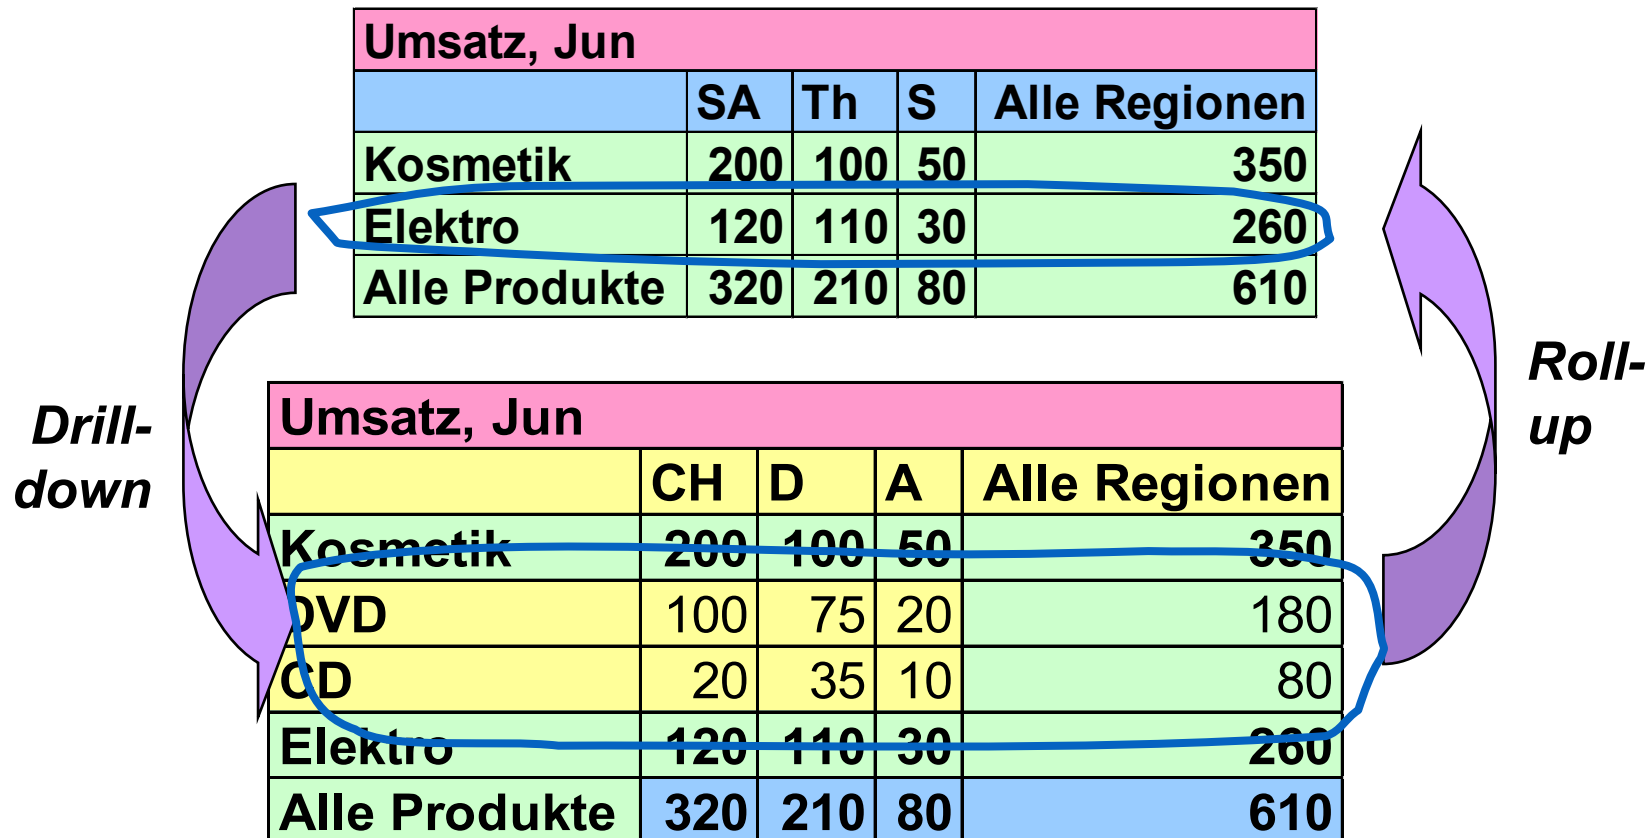 Umsatz, Jun
SA Th S Alle Regionen
Kosmetik 200 100 50 350
Elektro 120 110 30 260
Alle Produkte 320 210 80 610
Drill-
down
Roll-
up
Umsatz, Jun
CH D A Alle Regionen
Kosmetik 200 100 50 350
DVD 100 75 20 180
CD 20 35 10 80
Elektro 120 110 30 260
Alle Produkte 320 210 80 610